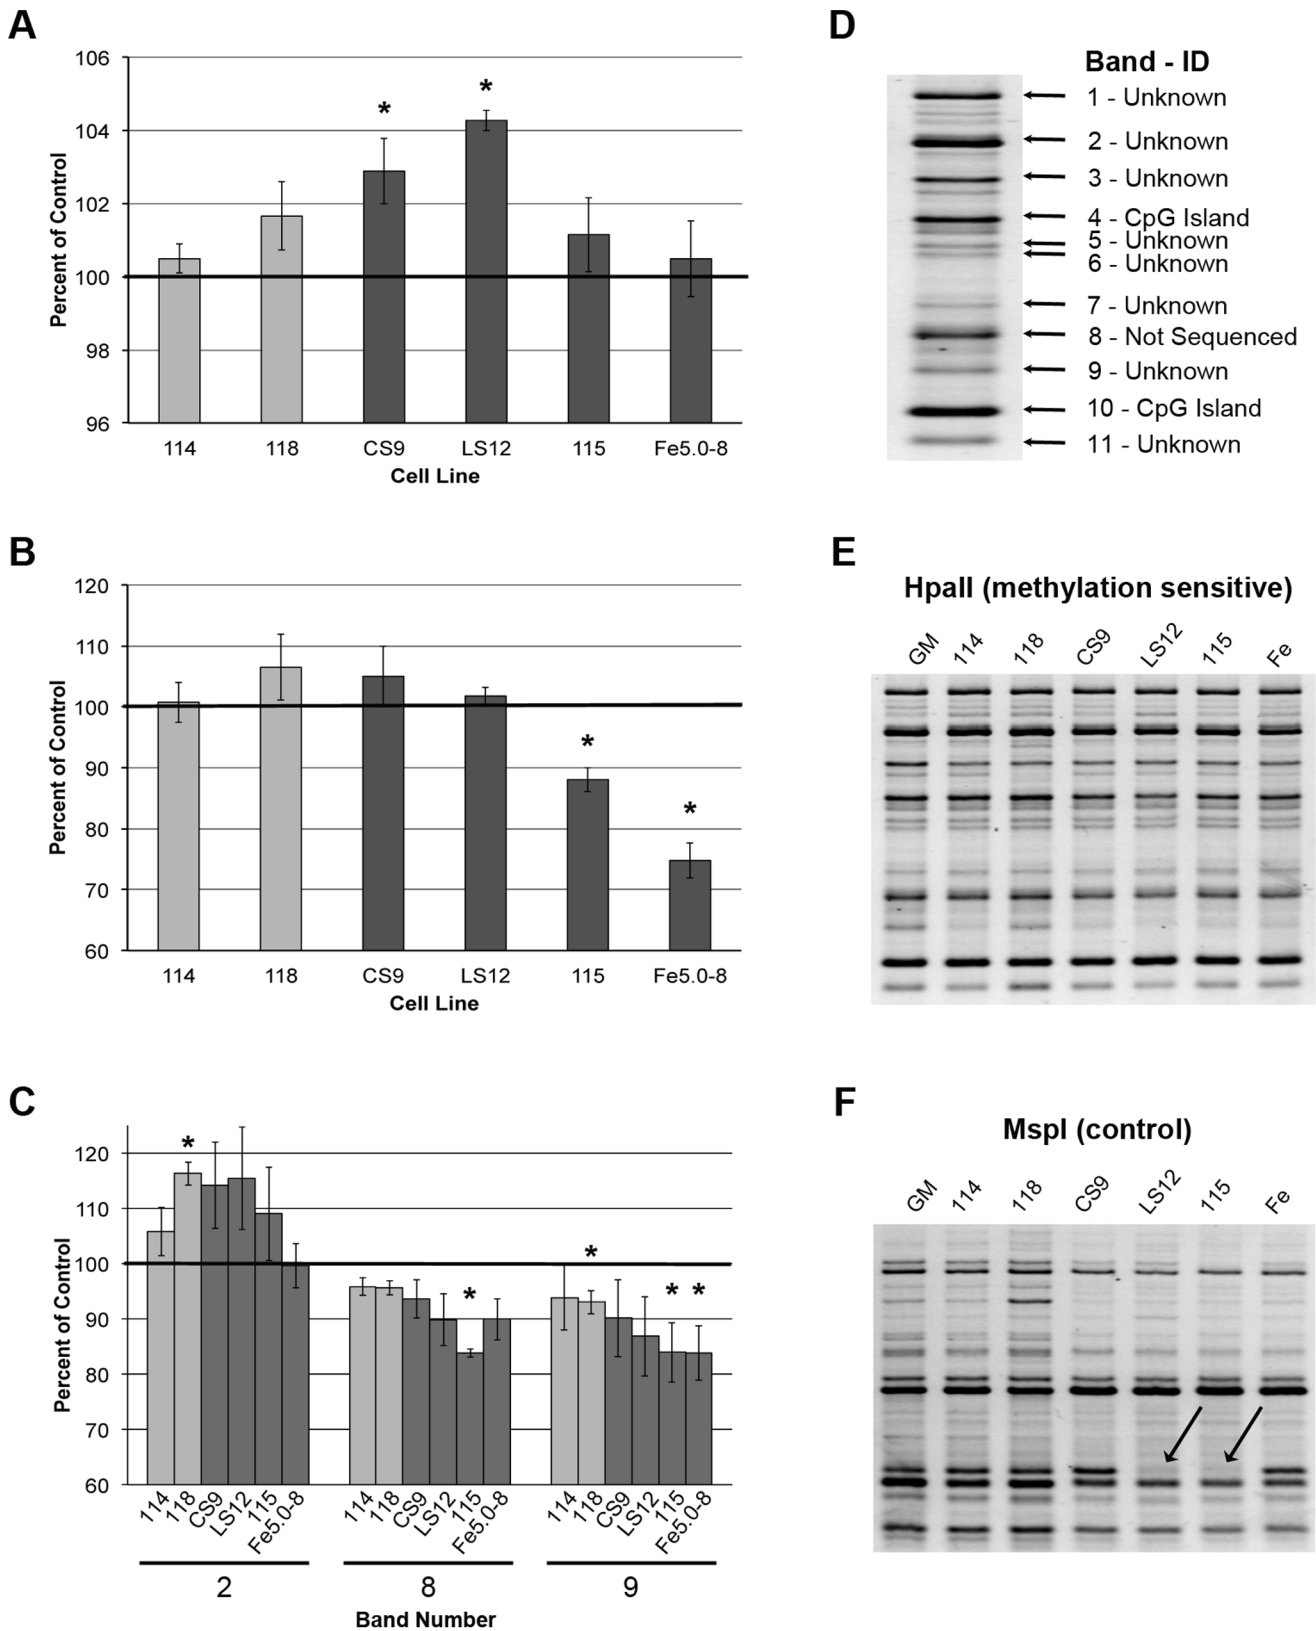 A
106
104
102
100
98
96
Percent of Control
*
*
114 118 CS9 LS12 115 Fe5.0-8
Cell Line
B
120
110
100
90
80
70
60
Percent of Control
*
*
114 118 CS9 LS12 115 Fe5.0-8
Cell Line
C
120
110
100
90
80
70
60
Percent of Control
*
*
*
* *
114 118 CS9 LS12 115 Fe5.0-8
114 118 CS9 LS12 115 Fe5.0-8
114 118 CS9 LS12 115 Fe5.0-8
2 8 9
Band Number
D
Band - ID
1 - Unknown
2 - Unknown
3 - Unknown
4 - CpG Island
5 - Unknown
6 - Unknown
7 - Unknown
8 - Not Sequenced
9 - Unknown
10 - CpG Island
11 - Unknown
E
HpaII (methylation sensitive)
GM 114 118 CS9 LS12 115 Fe
F
MspI (control)
GM 114 118 CS9 LS12 115 Fe